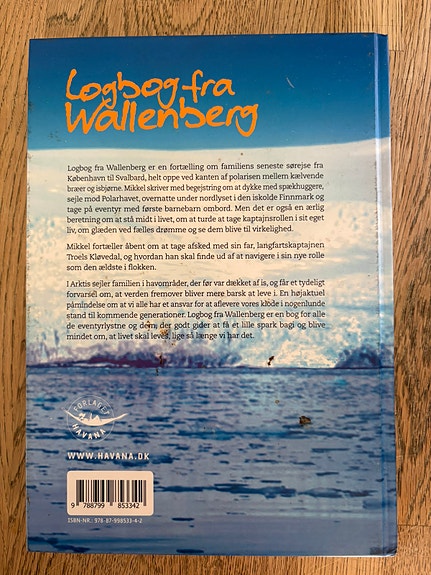 Logbog fra
Wallenberg
Logbog fra Wallenberg er en fortælling om familiens seneste sørejse fra
København til Svalbard, helt oppe ved kanten af polarisen mellem kælvende
bræer og isbjørne. Mikkel skriver med begejstring om at dykke med spækhuggere,
sejle mod Polarhavet, overnatte under nordlyset i den iskolde Finnmark og
tage på eventyr med første barnebarn ombord. Men det er også en ærlig
beretning om at stå midt i livet, om at turde at tage kaptajnsrollen i sit eget
liv, om glæden ved fælles drømme og se dem blive til virkelighed.
Mikkel fortæller åbent om at tage afsked med sin far, langfartskaptajnen
Troels Kløvedal, og hvordan han skal finde ud af at navigere i sin nye rolle
som den ældste i flokken.
I Arktis sejler familien i havområder, der før var dækket af is, og får et tydeligt
forvarsel om, at verden fremover bliver mere barsk at leve i. En højaktuel
påmindelse om at vi alle har et ansvar for at aflevere vores klode i nogenlunde
stand til kommende generationer. Logbog fra Wallenberg er en bog for alle
de eventyrlystne og dem, der godt gider at få et lille spark bagi og blive
mindet om, at livet skal leves, lige så længe vi har det.
FORLAGET
HAVANA
WWW.HAVANA.DK
9 788799 853342
ISBN-NR.: 978-87-998533-4-2